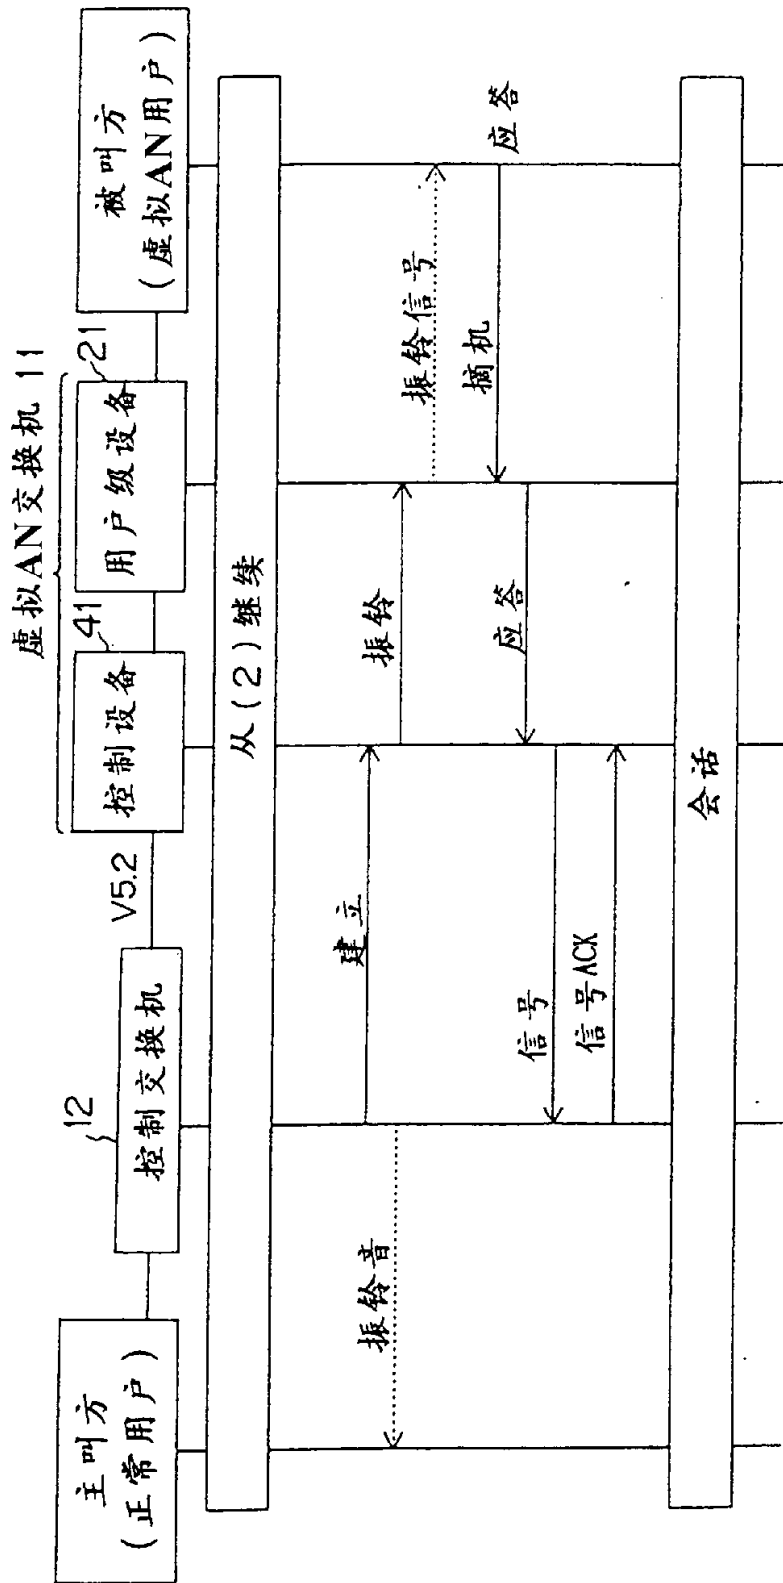 虚拟AN交换机 11
主叫方
(正常用户)
12
控制交换机
V5.2
41
控制设备
21
用户级设备
被叫方
(虚拟AN用户)
从(2)继续
建立
振铃音
振铃
振铃信号
摘机
应答
应答
信号
信号ACK
会话